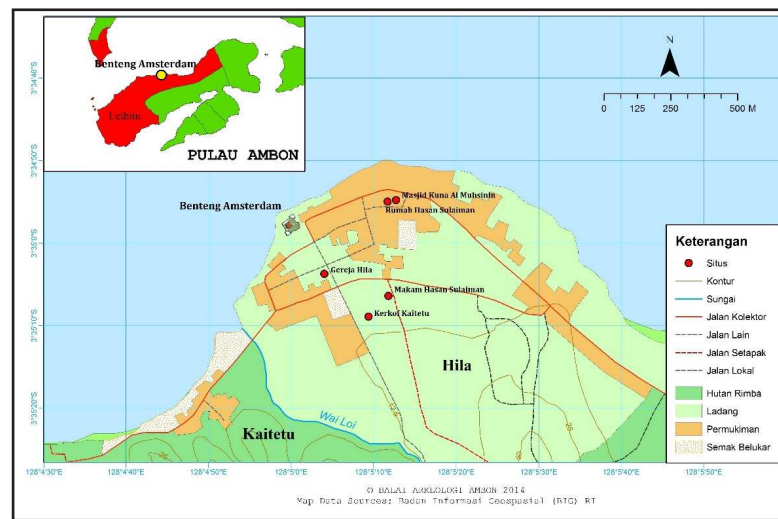 Benteng Amsterdam
Leihitu
PULAU AMBON
N
0 125 250 500 M
3°34'40"S
3°34'50"S
3°35'0"S
3°35'10"S
3°35'20"S
Masjid Kuna Al Muhsinin
Rumah Hasan Sulaiman
Benteng Amsterdam
Gereja Hila
Makam Hasan Sulaiman
Kerkof Kaitetu
Hila
Wai Loi
Kaitetu
12,5
25
50
25
Keterangan
Situs
Kontur
Sungai
Jalan Kolektor
Jalan Lain
Jalan Setapak
Jalan Lokal
Hutan Rimba
Ladang
Permukiman
Semak Belukar
128°4'30"E 128°4'40"E 128°4'50"E 128°5'0"E 128°5'10"E 128°5'20"E 128°5'30"E 128°5'40"E 128°5'50"E
© BALAI ARKEOLOGI AMBON 2014
Map Data Sources: Badan Informasi Geospasial (BIG) RI